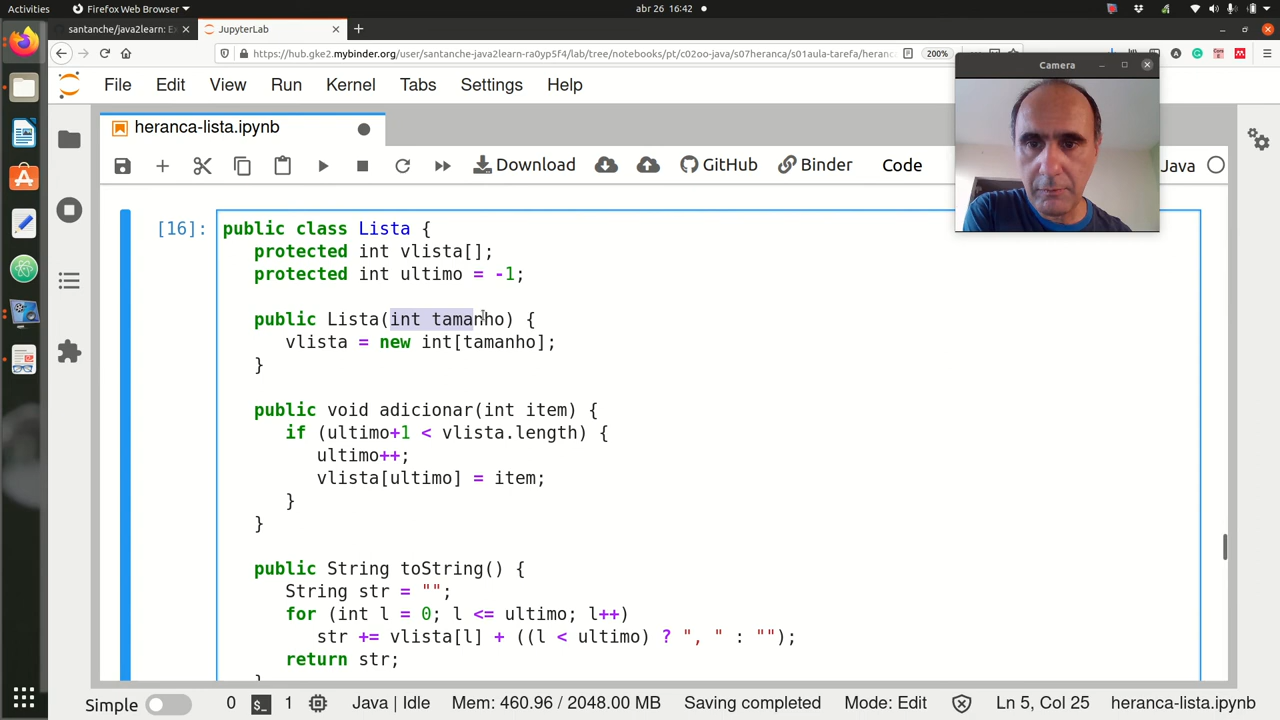 Activities
Firefox Web Browser
abr 26 16:42
santanche/java2learn: Ex
JupyterLab
https://hub.gke2.mybinder.org/user/santanche-java2learn-ra0yp5f4/lab/tree/notebooks/pt/c02oo-java/s07heranca/s01aula-tarefa/heranc
200%
Camera
File Edit View Run Kernel Tabs Settings Help
heranca-lista.ipynb
Download
GitHub
Binder
Code
Java
[16]:
public class Lista {
protected int vlista[];
protected int ultimo = -1;
public Lista(int tamanho) {
vlista = new int[tamanho];
}
public void adicionar(int item) {
if (ultimo+1 < vlista.length) {
ultimo++;
vlista[ultimo] = item;
}
}
public String toString() {
String str = "";
for (int l = 0; l <= ultimo; l++)
str += vlista[l] + ((l < ultimo) ? ", " : "");
return str;
Simple
0
1
Java | Idle
Mem: 460.96 / 2048.00 MB
Saving completed
Mode: Edit
Ln 5, Col 25
heranca-lista.ipynb